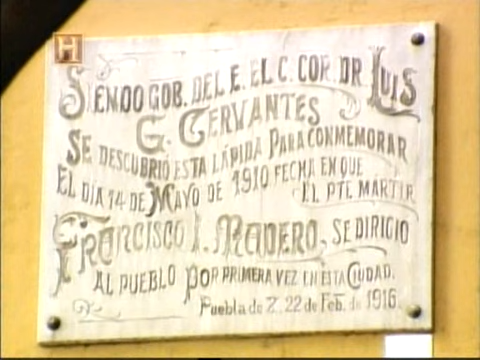 H
SIENDO GOB. DEL E. EL C. COR. DR. LUIS
G. CERVANTES
SE DESCUBRIÓ ESTA LÁPIDA PARA CONMEMORAR
EL DÍA 14 DE MAYO DE 1910 FECHA EN QUE
EL PTE. MÁRTIR
FRANCISCO I. MADERO, SE DIRIGIO
AL PUEBLO POR PRIMERA VEZ EN ESTA CIUDAD.
Puebla de Z. 22 de Feb. de 1916.